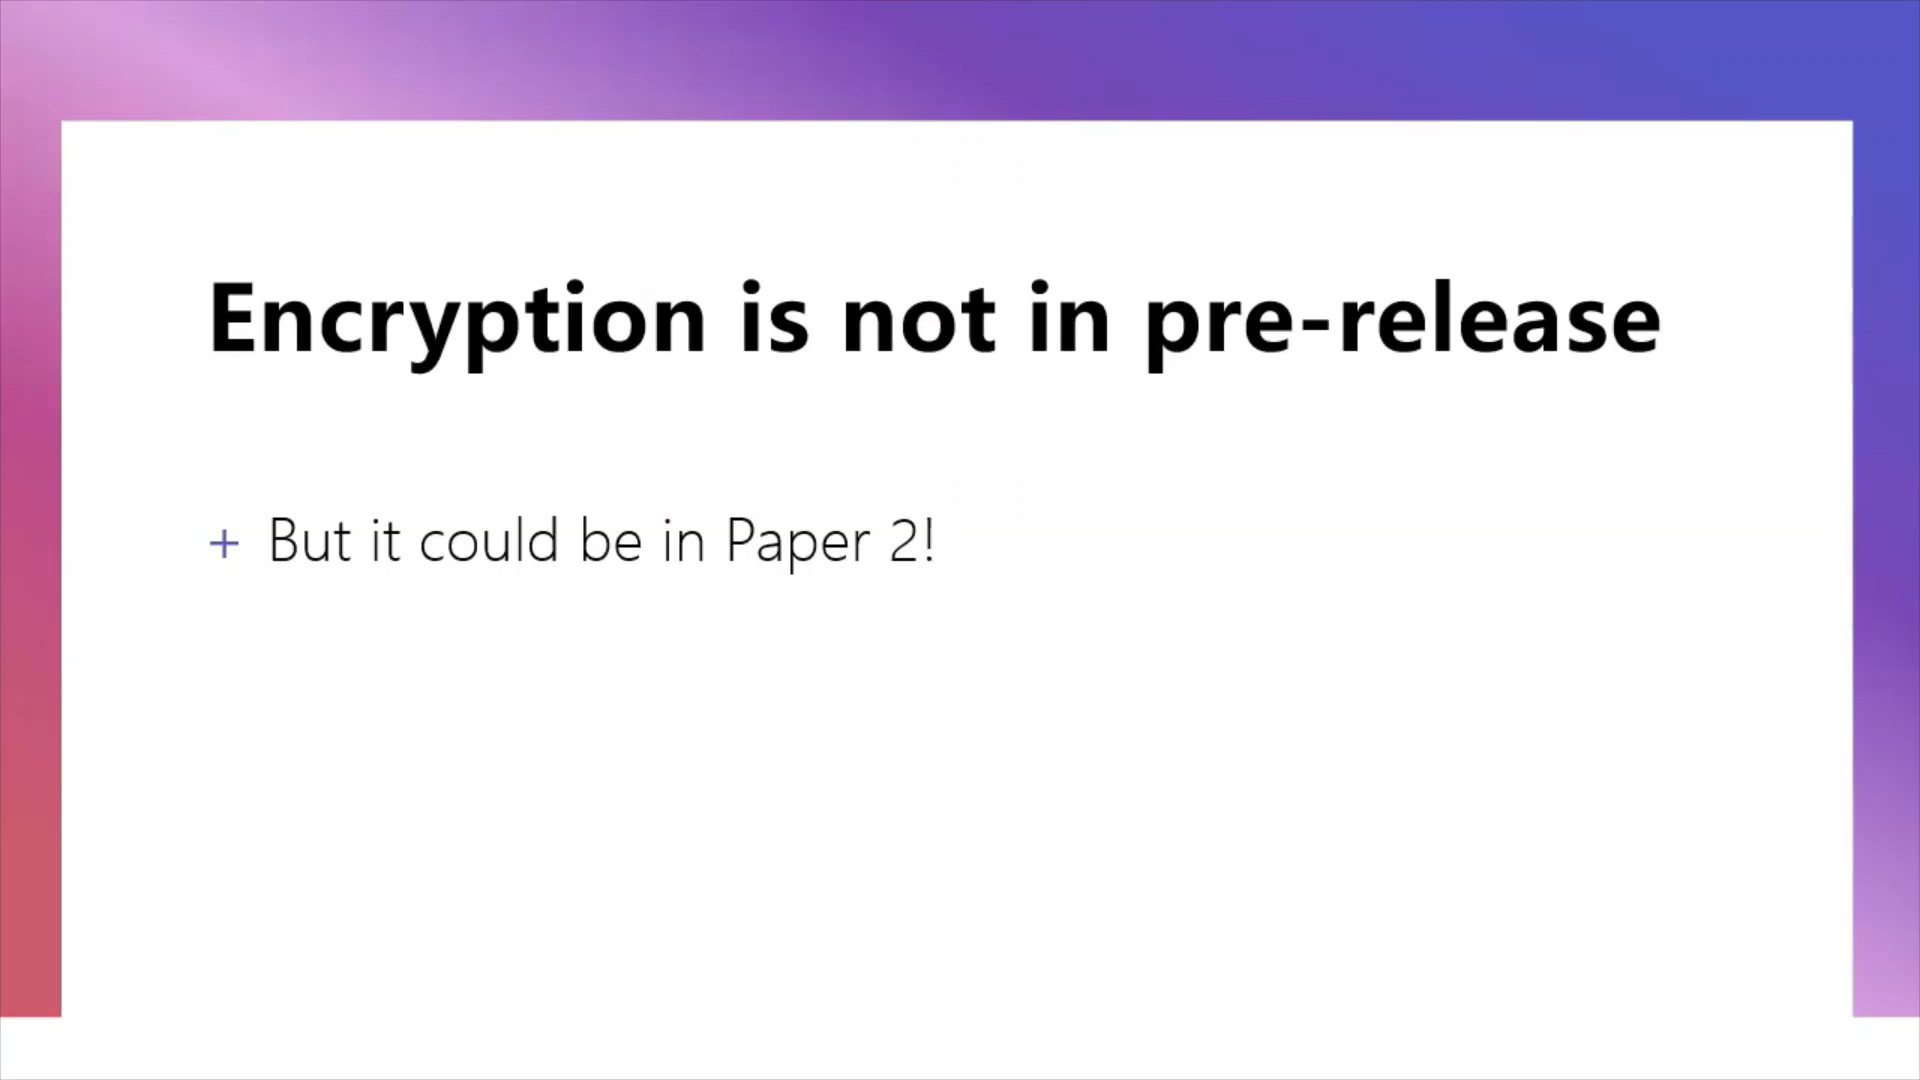 Encryption is not in pre-release
+ But it could be in Paper 2!